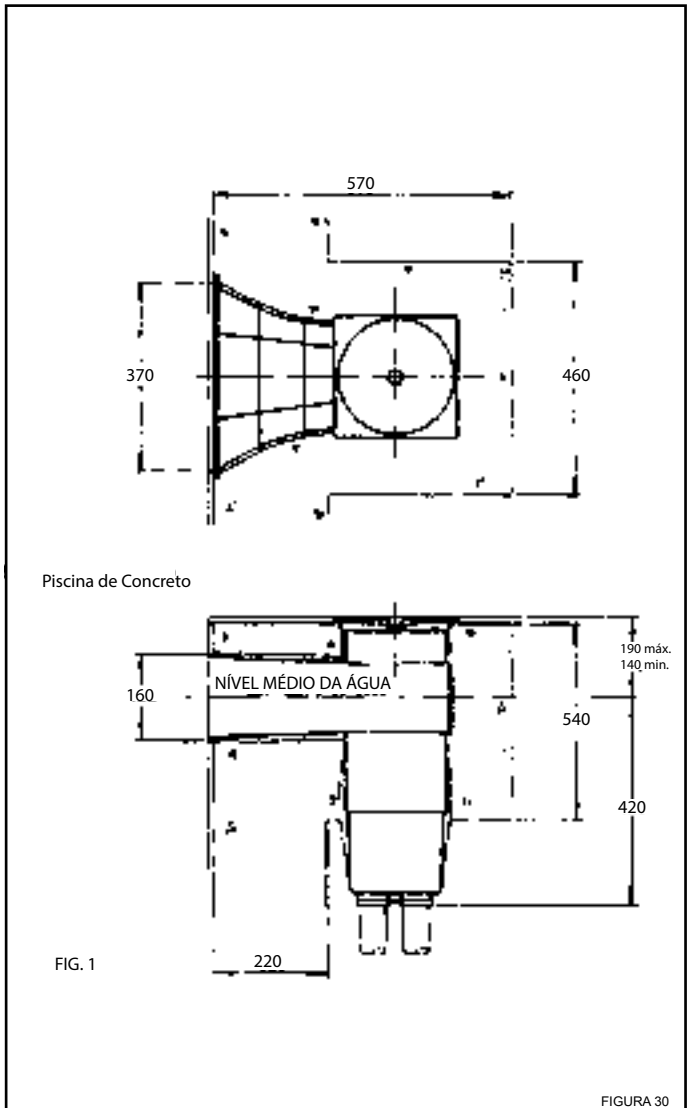 570
370
460
Piscina de Concreto
190 máx.
140 min.
NÍVEL MÉDIO DA ÁGUA
160
540
420
FIG. 1
220
FIGURA 30